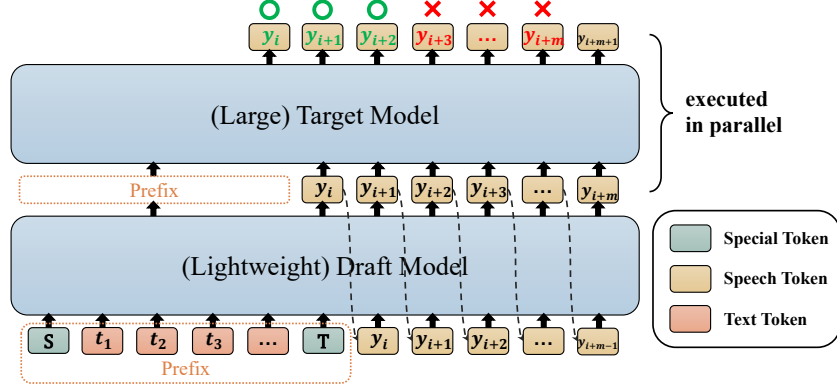 y_i y_{i+1} y_{i+2} y_{i+3} ... y_{i+m} y_{i+m+1}
(Large) Target Model
executed
in parallel
Prefix y_i y_{i+1} y_{i+2} y_{i+3} ... y_{i+m}
(Lightweight) Draft Model
S t_1 t_2 t_3 ... T y_i y_{i+1} y_{i+2} ... y_{i+m-1}
Prefix
Special Token
Speech Token
Text Token